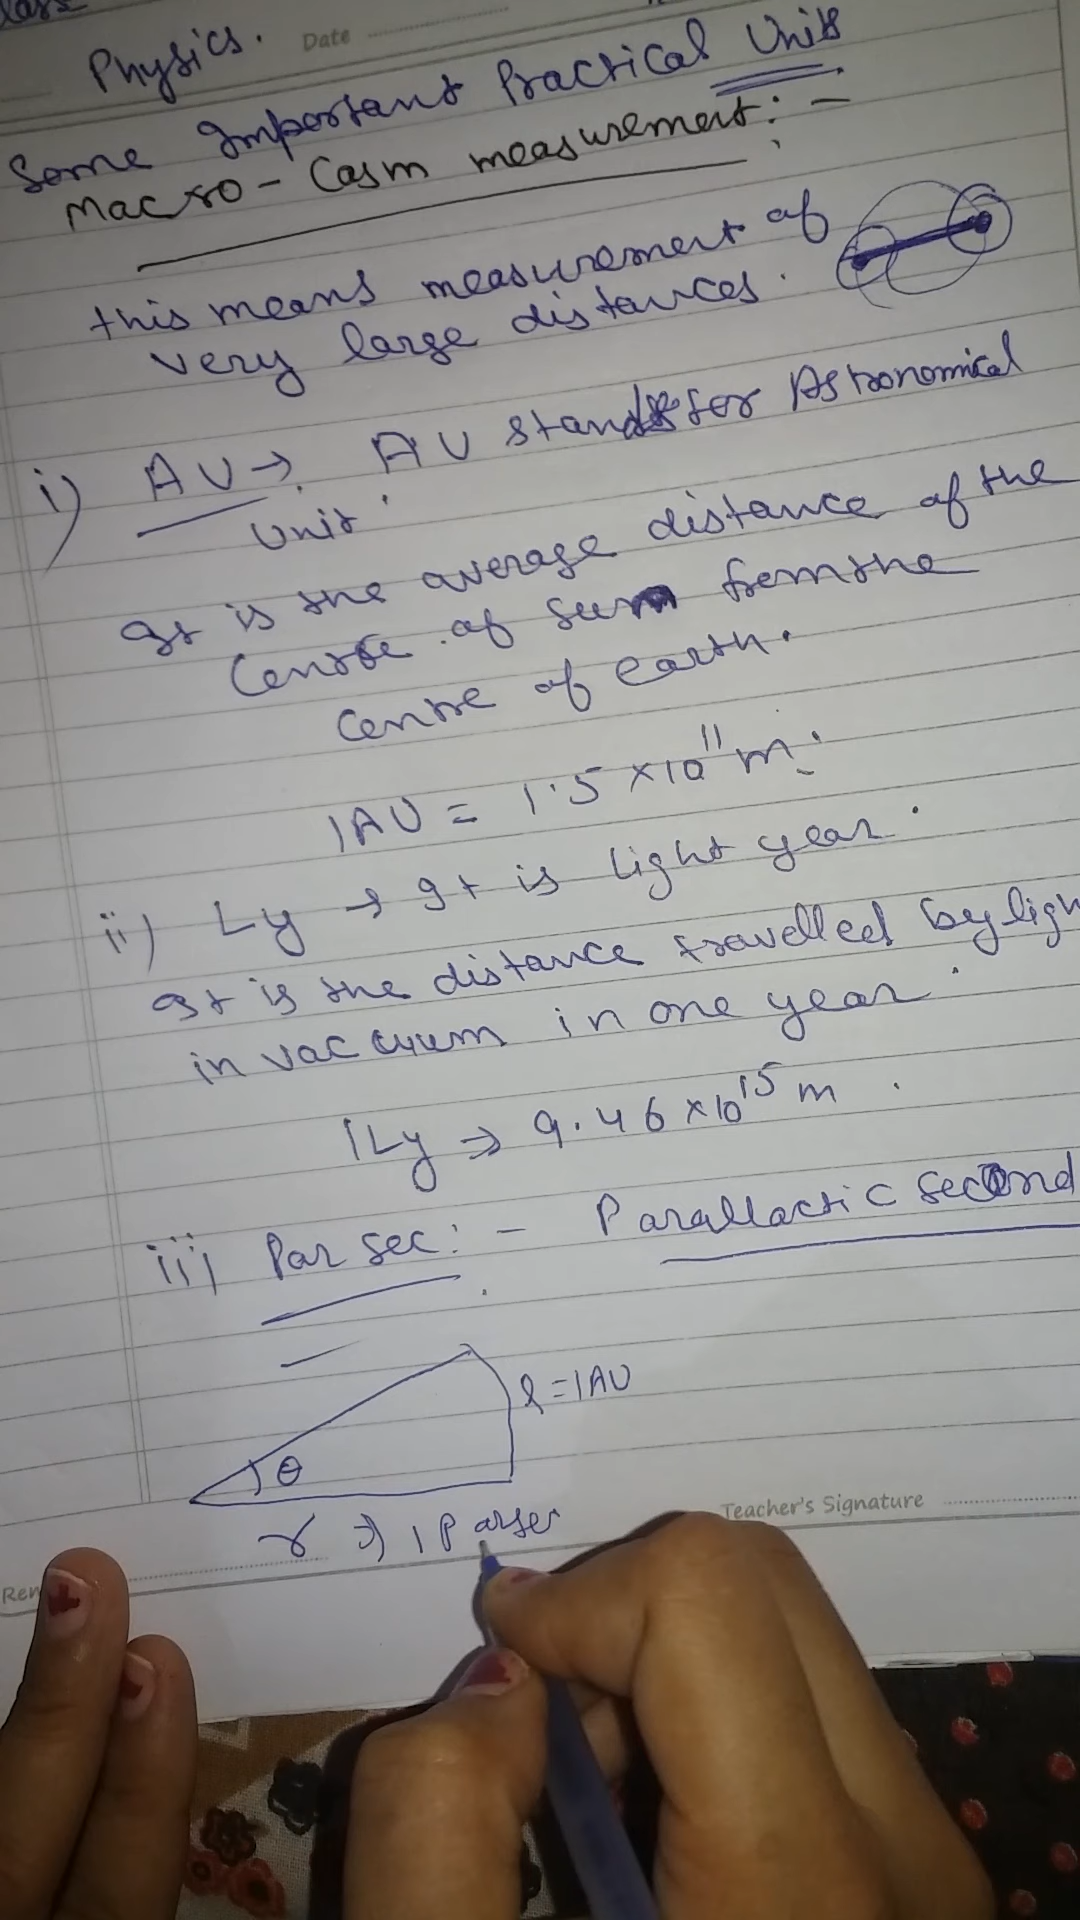 Physics.
Date
Some Important Practical Units
Macro - Casm measurement : -
this means measurement of
very large distances.
i) AU → AU stands for Astronomical
Unit.
It is the average distance of the
Centre of sun from the
centre of earth.
1AU = 1.5 × 10¹¹ m.
ii) Ly → It is light year.
It is the distance travelled by ligh
in vaccuum in one year.
1Ly ⇒ 9.46 × 10¹⁵ m
iii) Par sec : - Parallactic second
l = 1AU
θ
r ⇒ 1 Parsec
Teacher's Signature
Rem